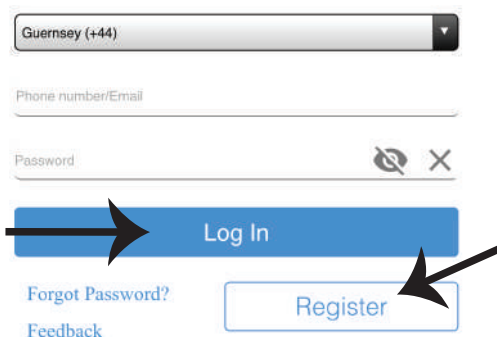 Guernsey (+44)
Phone number/Email
Password
Log In
Forgot Password?
Register
Feedback